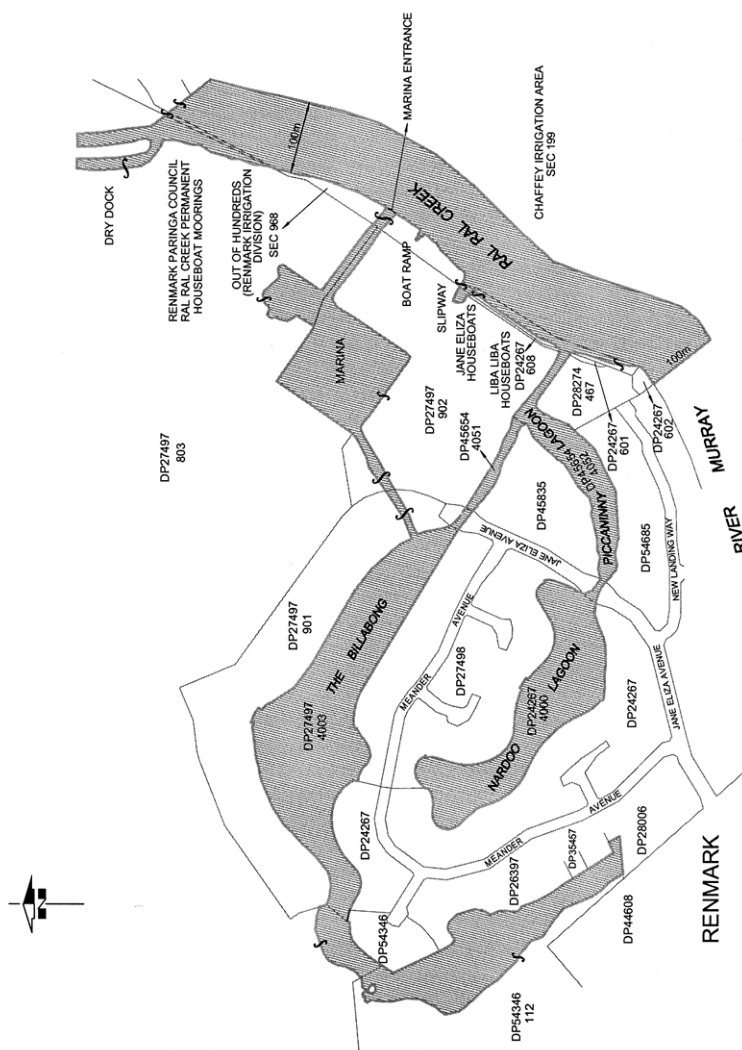 DRY DOCK
RENMARK PARINGA COUNCIL
RAL RAL CREEK PERMANENT
HOUSEBOAT MOORINGS
OUT OF HUNDREDS
(RENMARK IRRIGATION
DIVISION)
SEC 968
MARINA ENTRANCE
100m
CHAFFEY IRRIGATION AREA
SEC 199
RAL RAL CREEK
BOAT RAMP
SLIPWAY
JANE ELIZA
HOUSEBOATS
LIBA LIBA
HOUSEBOATS
DP24267
608
MARINA
DP27497
803
DP27497
902
DP45654
4051
DP28274
467
100m
DP24267
601
DP24267
602
PICCANINNY LAGOON
DP45654
4052
DP45835
DP54685
MURRAY
RIVER
NEW LANDING WAY
JANE ELIZA AVENUE
DP27497
901
THE BILLABONG
DP27497
4003
MEANDER
AVENUE
DP27498
NARDOO LAGOON
DP24267
4000
JANE ELIZA AVENUE
DP24267
DP24267
MEANDER
AVENUE
DP26397
DP35457
DP28006
DP44608
DP54346
DP54346
112
RENMARK
N